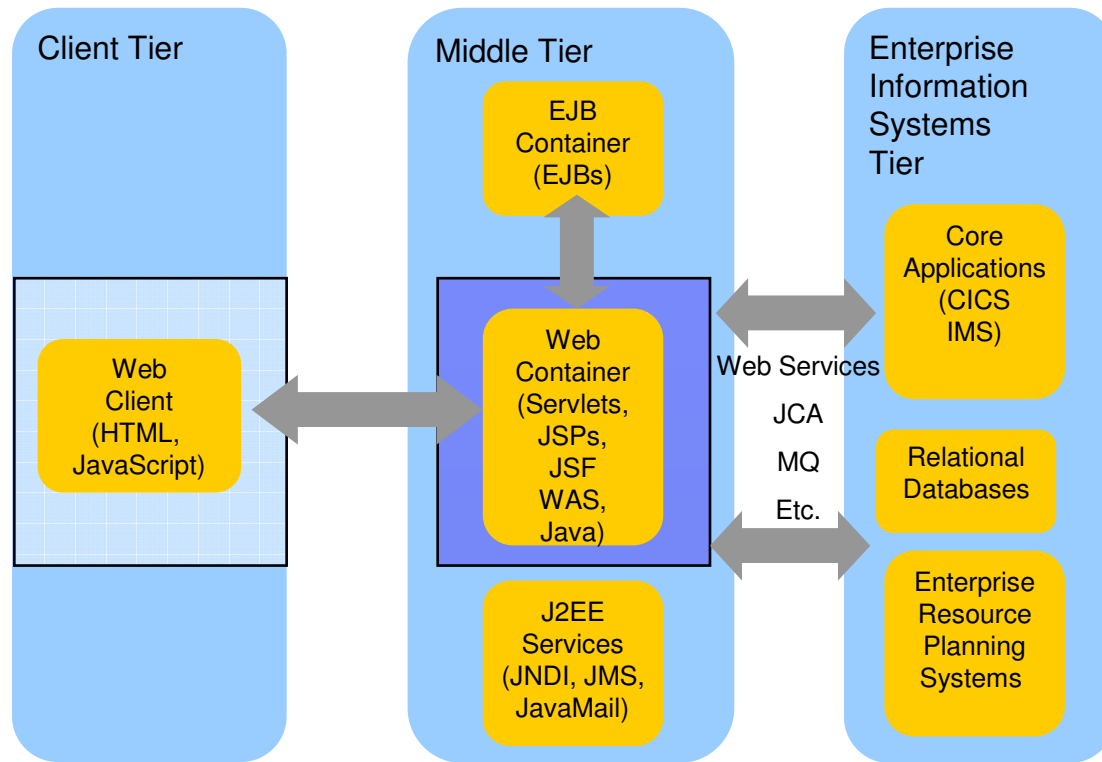 Client Tier
Web
Client
(HTML,
JavaScript)
Middle Tier
EJB
Container
(EJBs)
Web
Container
(Servlets,
JSPs,
JSF
WAS,
Java)
J2EE
Services
(JNDI, JMS,
JavaMail)
Web Services
JCA
MQ
Etc.
Enterprise
Information
Systems
Tier
Core
Applications
(CICS
IMS)
Relational
Databases
Enterprise
Resource
Planning
Systems